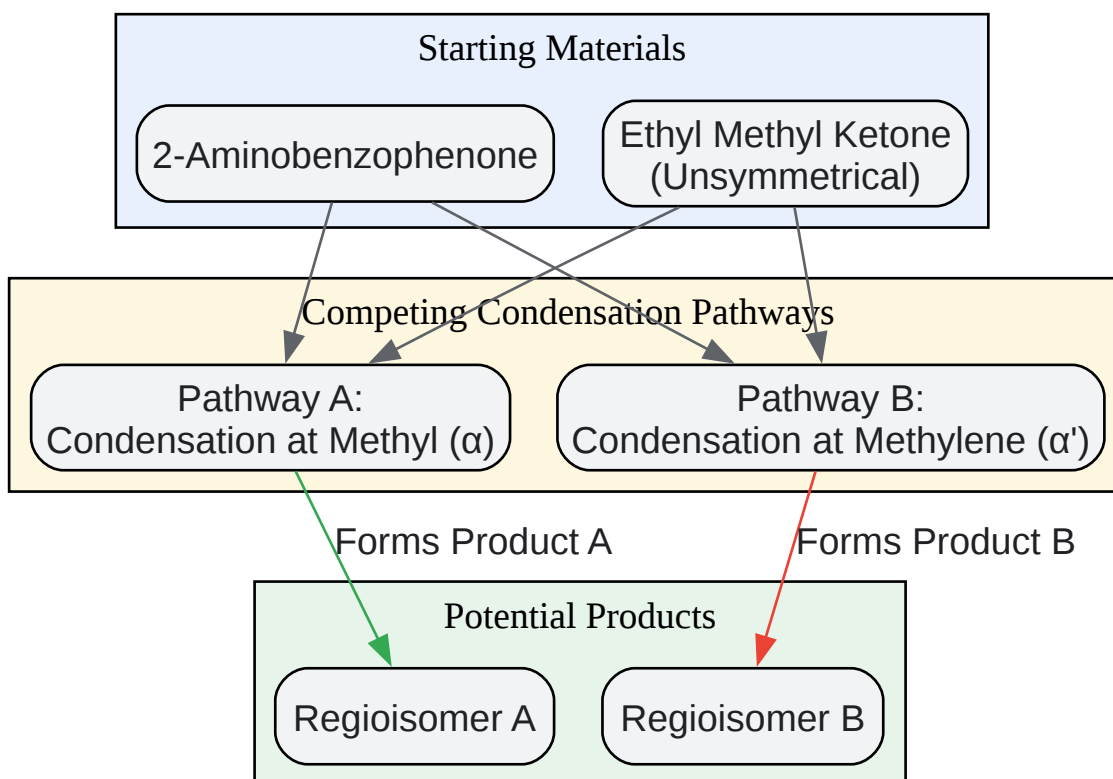 Starting Materials
2-Aminobenzophenone
Ethyl Methyl Ketone
(Unsymmetrical)
Competing Condensation Pathways
Pathway A:
Condensation at Methyl (α)
Pathway B:
Condensation at Methylene (α')
Forms Product A
Forms Product B
Potential Products
Regioisomer A
Regioisomer B